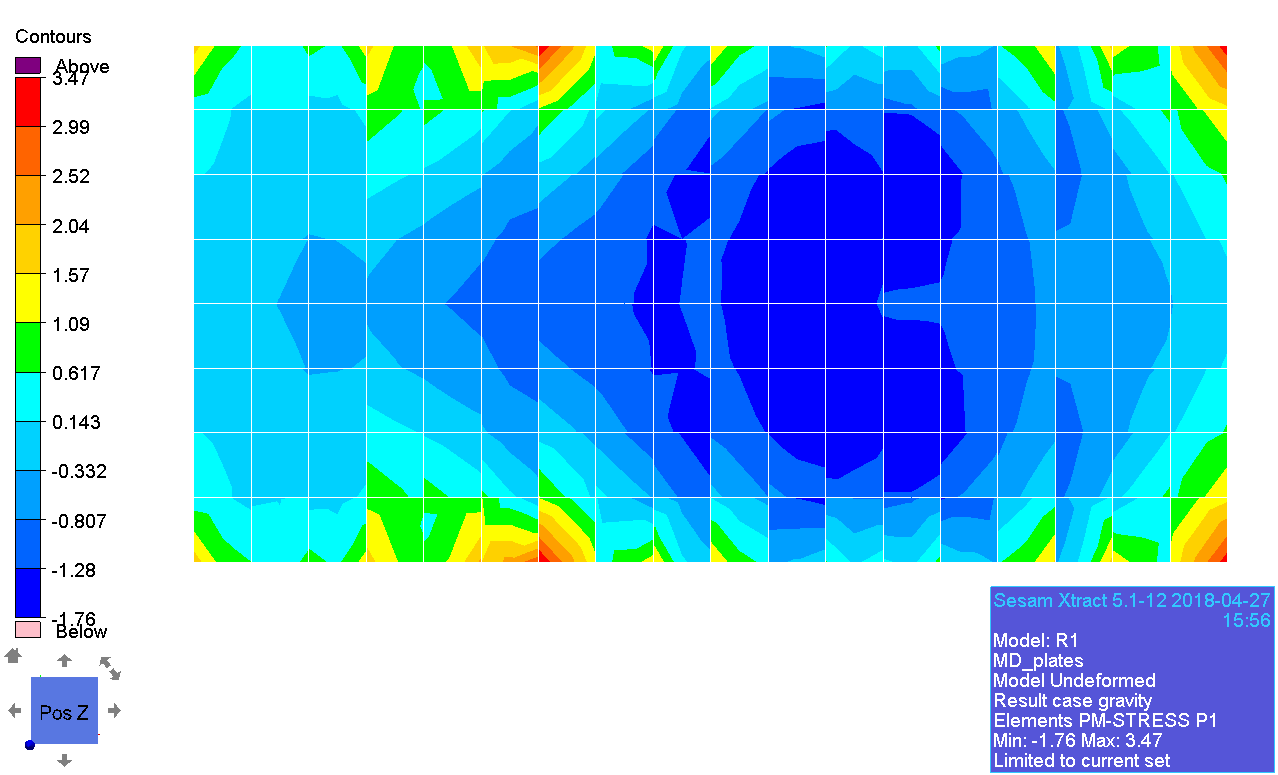 Contours
Above
3.47
2.99
2.52
2.04
1.57
1.09
0.617
0.143
-0.332
-0.807
-1.28
-1.76
Below
Pos Z
Sesam Xtract 5.1-12 2018-04-27
15:56
Model: R1
MD_plates
Model Undeformed
Result case gravity
Elements PM-STRESS P1
Min: -1.76 Max: 3.47
Limited to current set